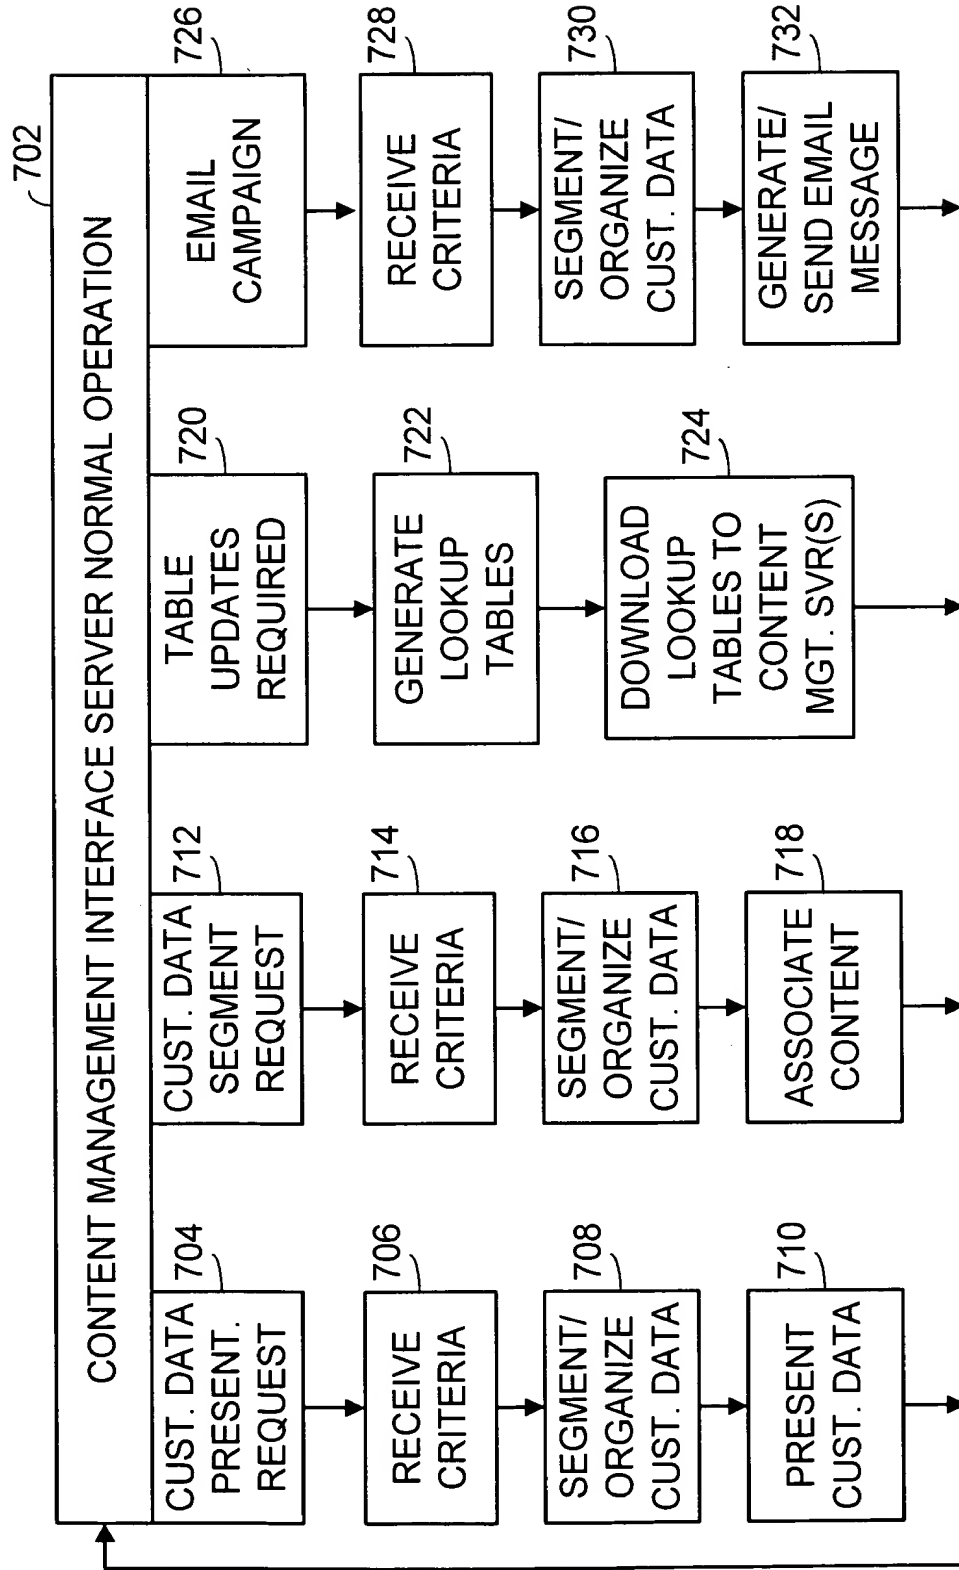 702
CONTENT MANAGEMENT INTERFACE SERVER NORMAL OPERATION
704
CUST. DATA
PRESENT.
REQUEST
706
RECEIVE
CRITERIA
708
SEGMENT/
ORGANIZE
CUST. DATA
710
PRESENT
CUST. DATA
712
CUST. DATA
SEGMENT
REQUEST
714
RECEIVE
CRITERIA
716
SEGMENT/
ORGANIZE
CUST. DATA
718
ASSOCIATE
CONTENT
720
TABLE
UPDATES
REQUIRED
722
GENERATE
LOOKUP
TABLES
724
DOWNLOAD
LOOKUP
TABLES TO
CONTENT
MGT. SVR(S)
726
EMAIL
CAMPAIGN
728
RECEIVE
CRITERIA
730
SEGMENT/
ORGANIZE
CUST. DATA
732
GENERATE/
SEND EMAIL
MESSAGE